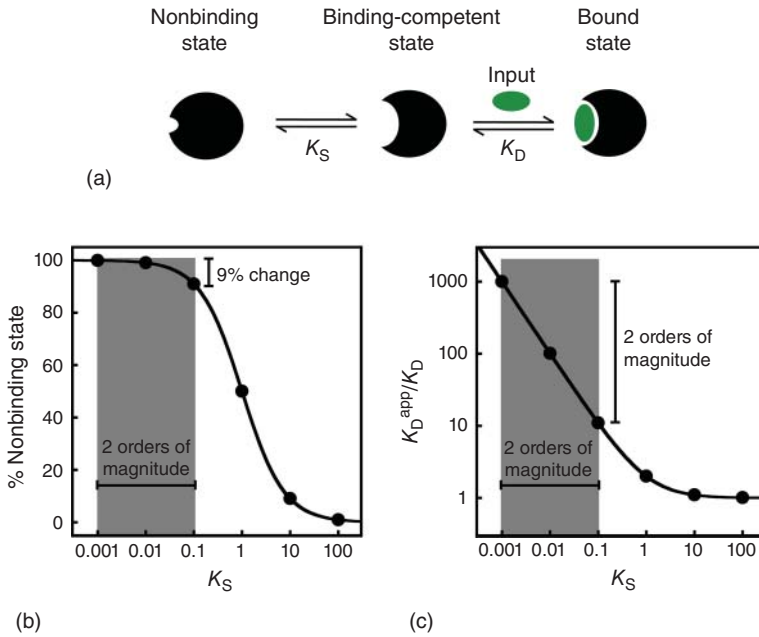 Nonbinding
state
Binding-competent
state
Bound
state
Input
K_S
K_D
(a)
% Nonbinding state
100
80
60
40
20
0
9% change
2 orders of
magnitude
0.001 0.01 0.1 1 10 100
K_S
(b)
K_D^app/K_D
1000
100
10
1
2 orders of
magnitude
2 orders of
magnitude
0.001 0.01 0.1 1 10 100
K_S
(c)